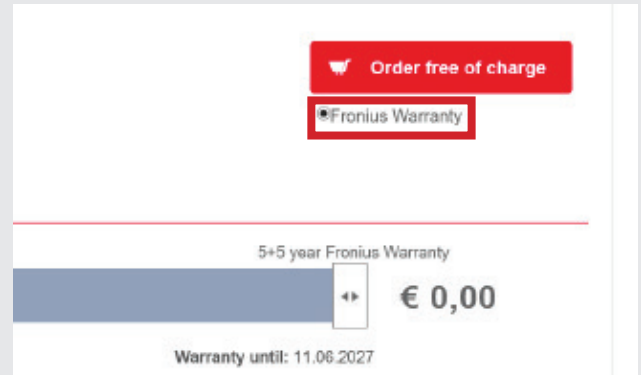 Order free of charge
Fronius Warranty
5+5 year Fronius Warranty
€ 0,00
Warranty until: 11.06.2027